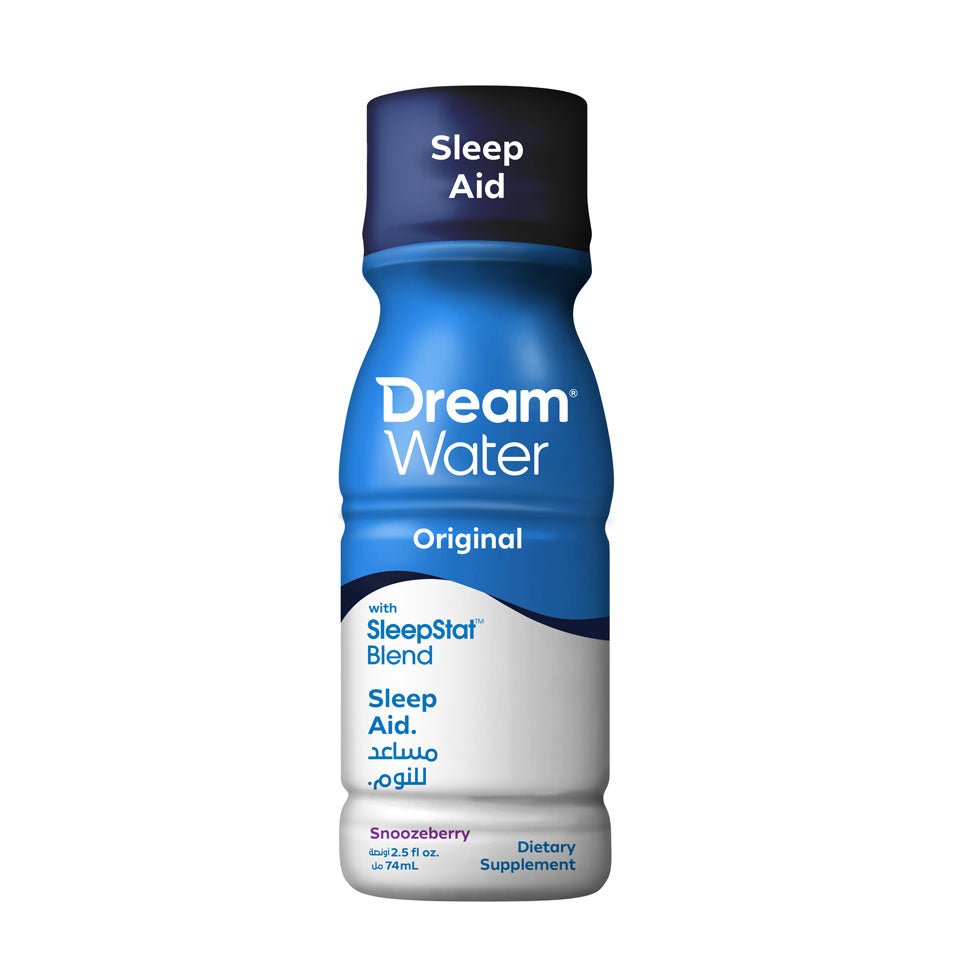 Sleep
Aid
Dream®
Water
Original
with
SleepStat™
Blend
Sleep
Aid.
مساعد
للنوم.
Snoozeberry
2.5 fl oz. أونصة
74mL مل
Dietary
Supplement